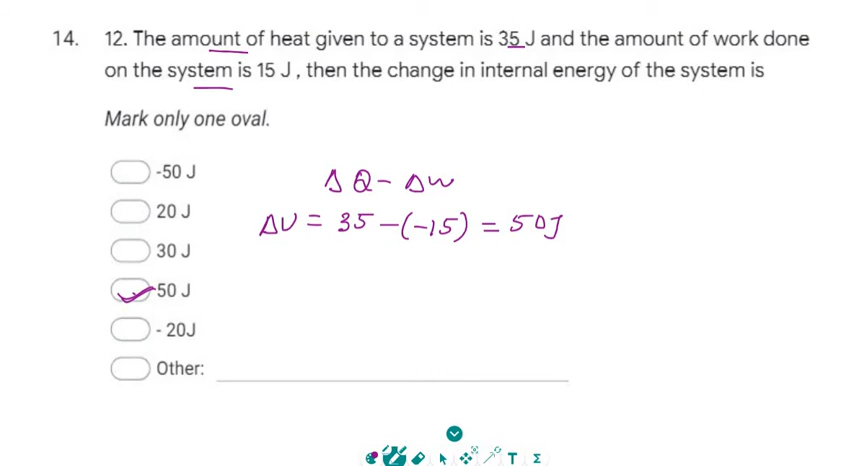 14. 12. The amount of heat given to a system is 35 J and the amount of work done
on the system is 15 J , then the change in internal energy of the system is
Mark only one oval.
-50 J
20 J
30 J
50 J
- 20J
Other:
Δ Q - Δw
ΔU = 35 -(-15) = 50J
T Σ